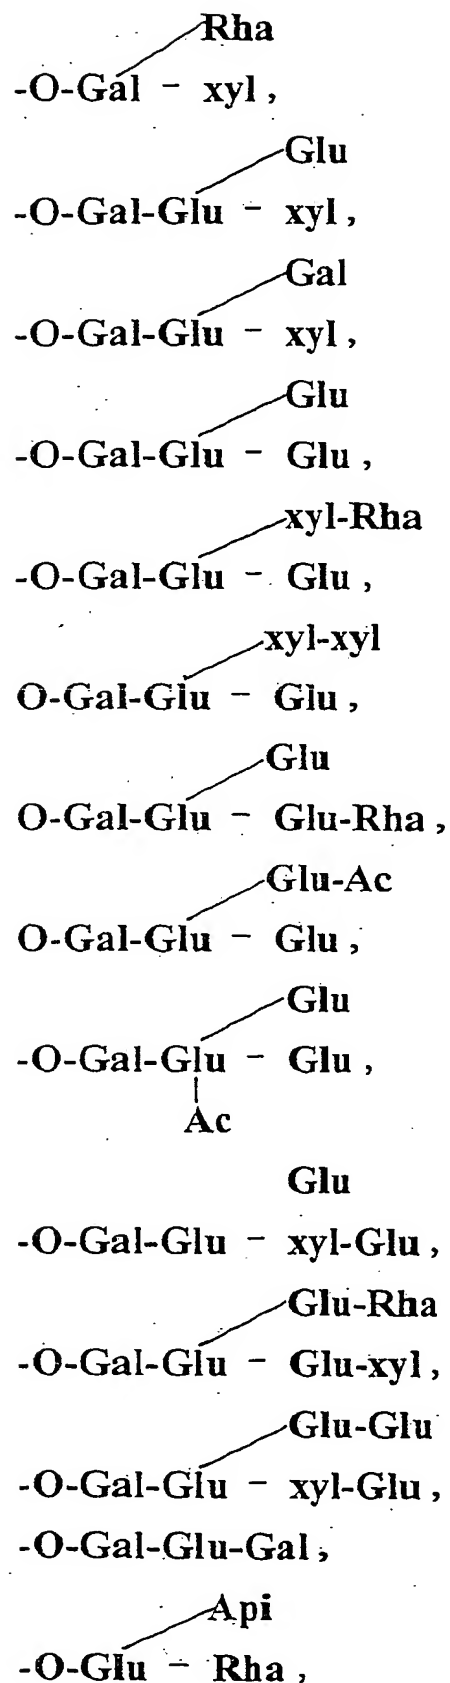 Rha
-O-Gal - xyl,
Glu
-O-Gal-Glu - xyl,
Gal
-O-Gal-Glu - xyl,
Glu
-O-Gal-Glu - Glu,
xyl-Rha
-O-Gal-Glu - Glu,
xyl-xyl
O-Gal-Glu - Glu,
Glu
O-Gal-Glu - Glu-Rha,
Glu-Ac
O-Gal-Glu - Glu,
Glu
-O-Gal-Glu - Glu,
Ac
Glu
-O-Gal-Glu - xyl-Glu,
Glu-Rha
-O-Gal-Glu - Glu-xyl,
Glu-Glu
-O-Gal-Glu - xyl-Glu,
-O-Gal-Glu-Gal,
Api
-O-Glu - Rha,